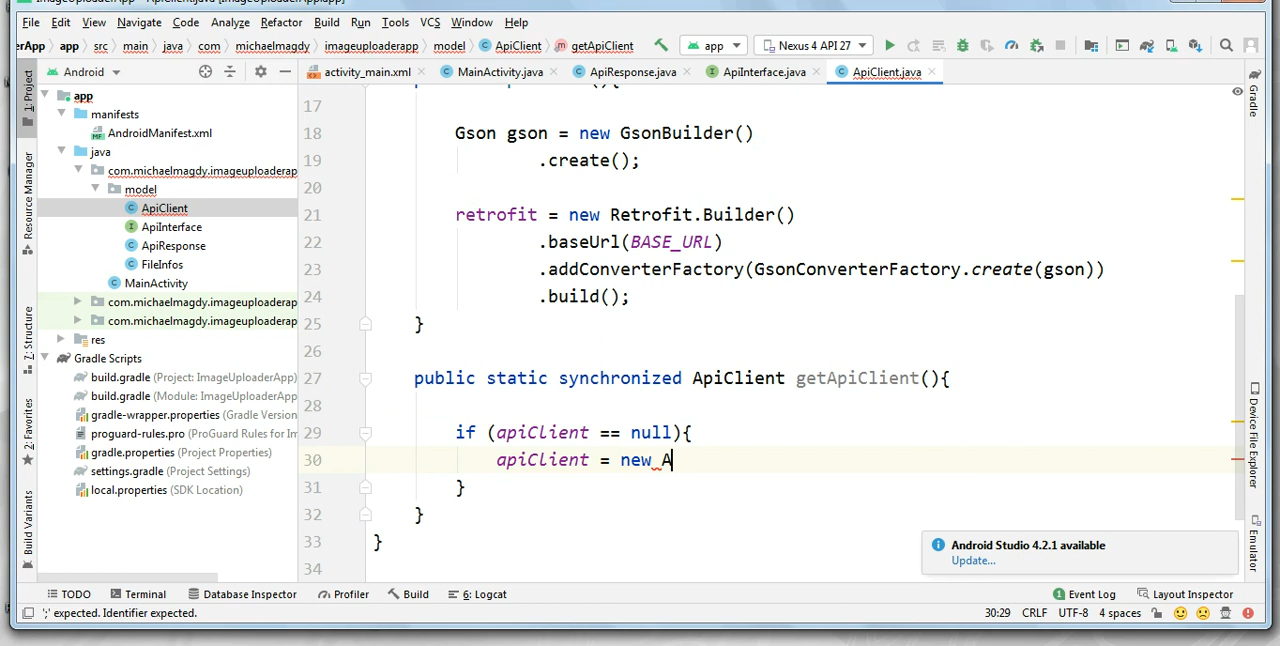 File Edit View Navigate Code Analyze Refactor Build Run Tools VCS Window Help
erApp app src main java com michaelmagdy imageuploaderapp model ApiClient getApiClient app Nexus 4 API 27
Android activity_main.xml MainActivity.java ApiResponse.java ApiInterface.java ApiClient.java
1: Project
Resource Manager
7: Structure
2: Favorites
Build Variants
app
manifests
AndroidManifest.xml
java
com.michaelmagdy.imageuploaderap
model
ApiClient
ApiInterface
ApiResponse
FileInfos
MainActivity
com.michaelmagdy.imageuploaderap
com.michaelmagdy.imageuploaderap
res
Gradle Scripts
build.gradle (Project: ImageUploaderApp)
build.gradle (Module: ImageUploaderApp
gradle-wrapper.properties (Gradle Version
proguard-rules.pro (ProGuard Rules for Im
gradle.properties (Project Properties)
settings.gradle (Project Settings)
local.properties (SDK Location)
17
18 Gson gson = new GsonBuilder()
19 .create();
20
21 retrofit = new Retrofit.Builder()
22 .baseUrl(BASE_URL)
23 .addConverterFactory(GsonConverterFactory.create(gson))
24 .build();
25 }
26
27 public static synchronized ApiClient getApiClient(){
28
29 if (apiClient == null){
30 apiClient = new A
31 }
32 }
33 }
34
Gradle
Device File Explorer
Emulator
Android Studio 4.2.1 available
Update...
TODO Terminal Database Inspector Profiler Build 6: Logcat 1 Event Log Layout Inspector
';' expected. Identifier expected. 30:29 CRLF UTF-8 4 spaces